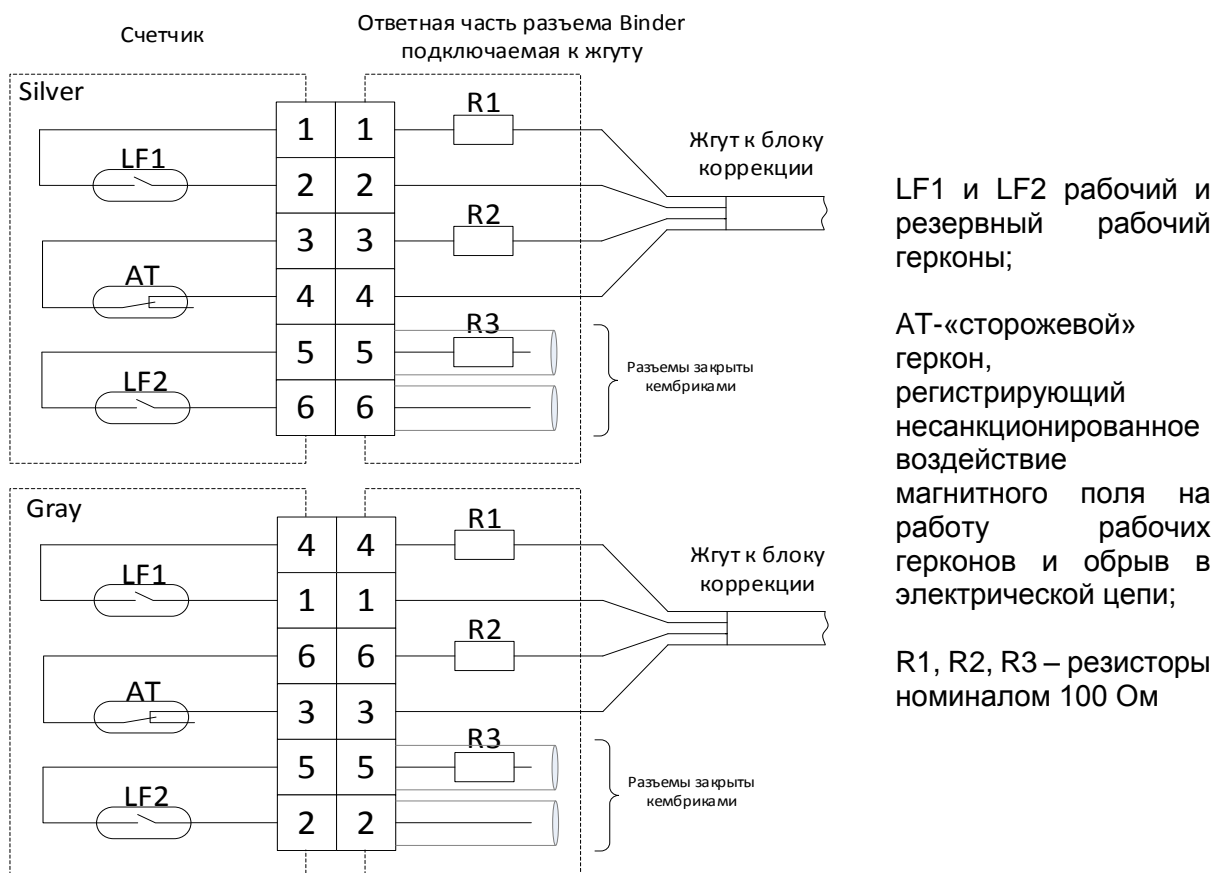 Счетчик
Ответная часть разъема Binder
подключаемая к жгуту
Silver
LF1
AT
LF2
1 1
2 2
3 3
4 4
5 5
6 6
R1
R2
R3
Жгут к блоку
коррекции
Разъемы закрыты
кембриками
Gray
LF1
AT
LF2
4 4
1 1
6 6
3 3
5 5
2 2
R1
R2
R3
Жгут к блоку
коррекции
Разъемы закрыты
кембриками
LF1 и LF2 рабочий и
резервный рабочий
герконы;
АТ-«сторожевой»
геркон,
регистрирующий
несанкционированное
воздействие
магнитного поля на
работу рабочих
герконов и обрыв в
электрической цепи;
R1, R2, R3 – резисторы
номиналом 100 Ом